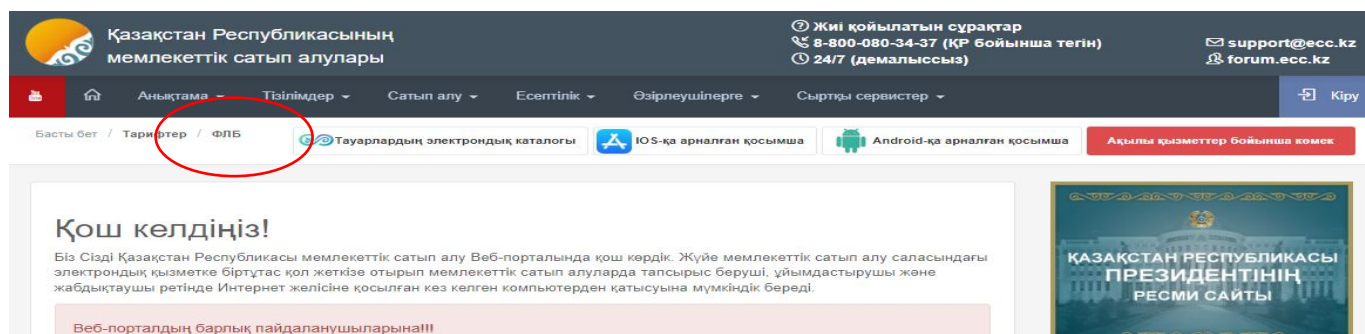 Қазақстан Республикасының
мемлекеттік сатып алулары
Жиі қойылатын сұрақтар
8-800-080-34-37 (ҚР бойынша тегін)
24/7 (демалыссыз)
support@ecc.kz
forum.ecc.kz
Анықтама Тізілімдер Сатып алу Есептілік Әзірлеушілерге Сыртқы сервистер Кіру
Басты бет / Тарифтер / ФЛБ
Тауарлардың электрондық каталогы
IOS-қа арналған қосымша
Android-қа арналған қосымша
Ақылы қызметтер бойынша көмек
Қош келдіңіз!
Біз Сізді Қазақстан Республикасы мемлекеттік сатып алу Веб-порталында қош көрдік. Жүйе мемлекеттік сатып алу саласындағы
электрондық қызметке біртұтас қол жеткізе отырып мемлекеттік сатып алуларда тапсырыс беруші, ұйымдастырушы және
жабдықтаушы ретінде Интернет желісіне қосылған кез келген компьютерден қатысуына мүмкіндік береді.
Веб-порталдың барлық пайдаланушыларына!!!
ҚАЗАҚСТАН РЕСПУБЛИКАСЫ
ПРЕЗИДЕНТІНІҢ
РЕСМИ САЙТЫ